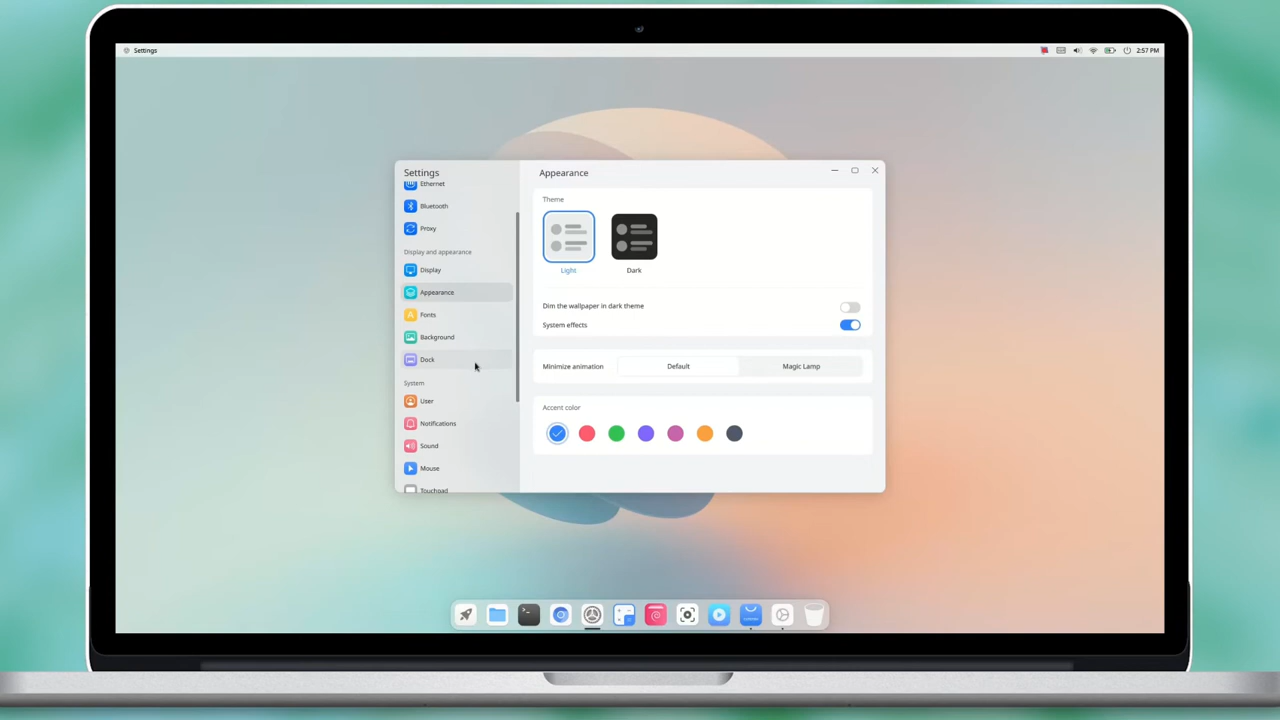 Settings
2:57 PM
Settings
Ethernet
Bluetooth
Proxy
Display and appearance
Display
Appearance
Fonts
Background
Dock
System
User
Notifications
Sound
Mouse
Touchpad
Appearance
Theme
Light
Dark
Dim the wallpaper in dark theme
System effects
Minimize animation
Default
Magic Lamp
Accent color